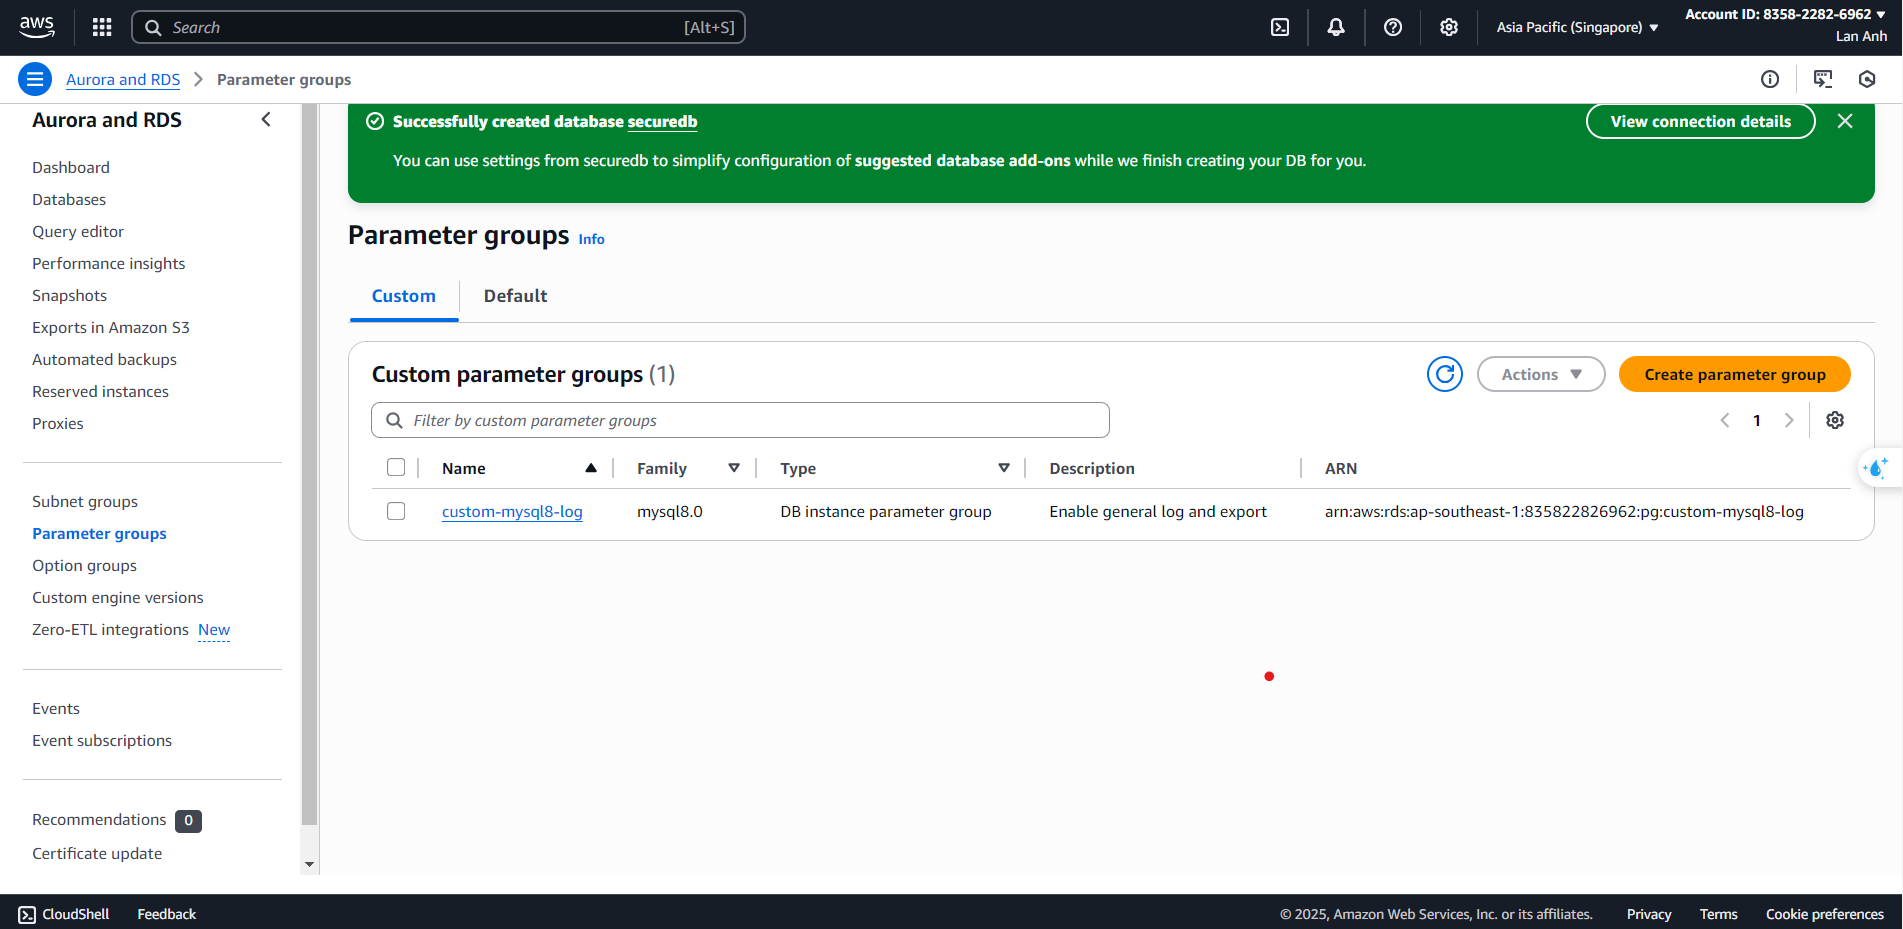 aws
Search [Alt+S]
Asia Pacific (Singapore)
Account ID: 8358-2282-6962
Lan Anh
Aurora and RDS
Parameter groups
Aurora and RDS
Dashboard
Databases
Query editor
Performance insights
Snapshots
Exports in Amazon S3
Automated backups
Reserved instances
Proxies
Subnet groups
Parameter groups
Option groups
Custom engine versions
Zero-ETL integrations New
Events
Event subscriptions
Recommendations 0
Certificate update
Successfully created database securedb
View connection details
You can use settings from securedb to simplify configuration of suggested database add-ons while we finish creating your DB for you.
Parameter groups Info
Custom Default
Custom parameter groups (1)
Actions Create parameter group
Filter by custom parameter groups
1
Name Family Type Description ARN
custom-mysql8-log mysql8.0 DB instance parameter group Enable general log and export arn:aws:rds:ap-southeast-1:835822826962:pg:custom-mysql8-log
CloudShell Feedback © 2025, Amazon Web Services, Inc. or its affiliates. Privacy Terms Cookie preferences